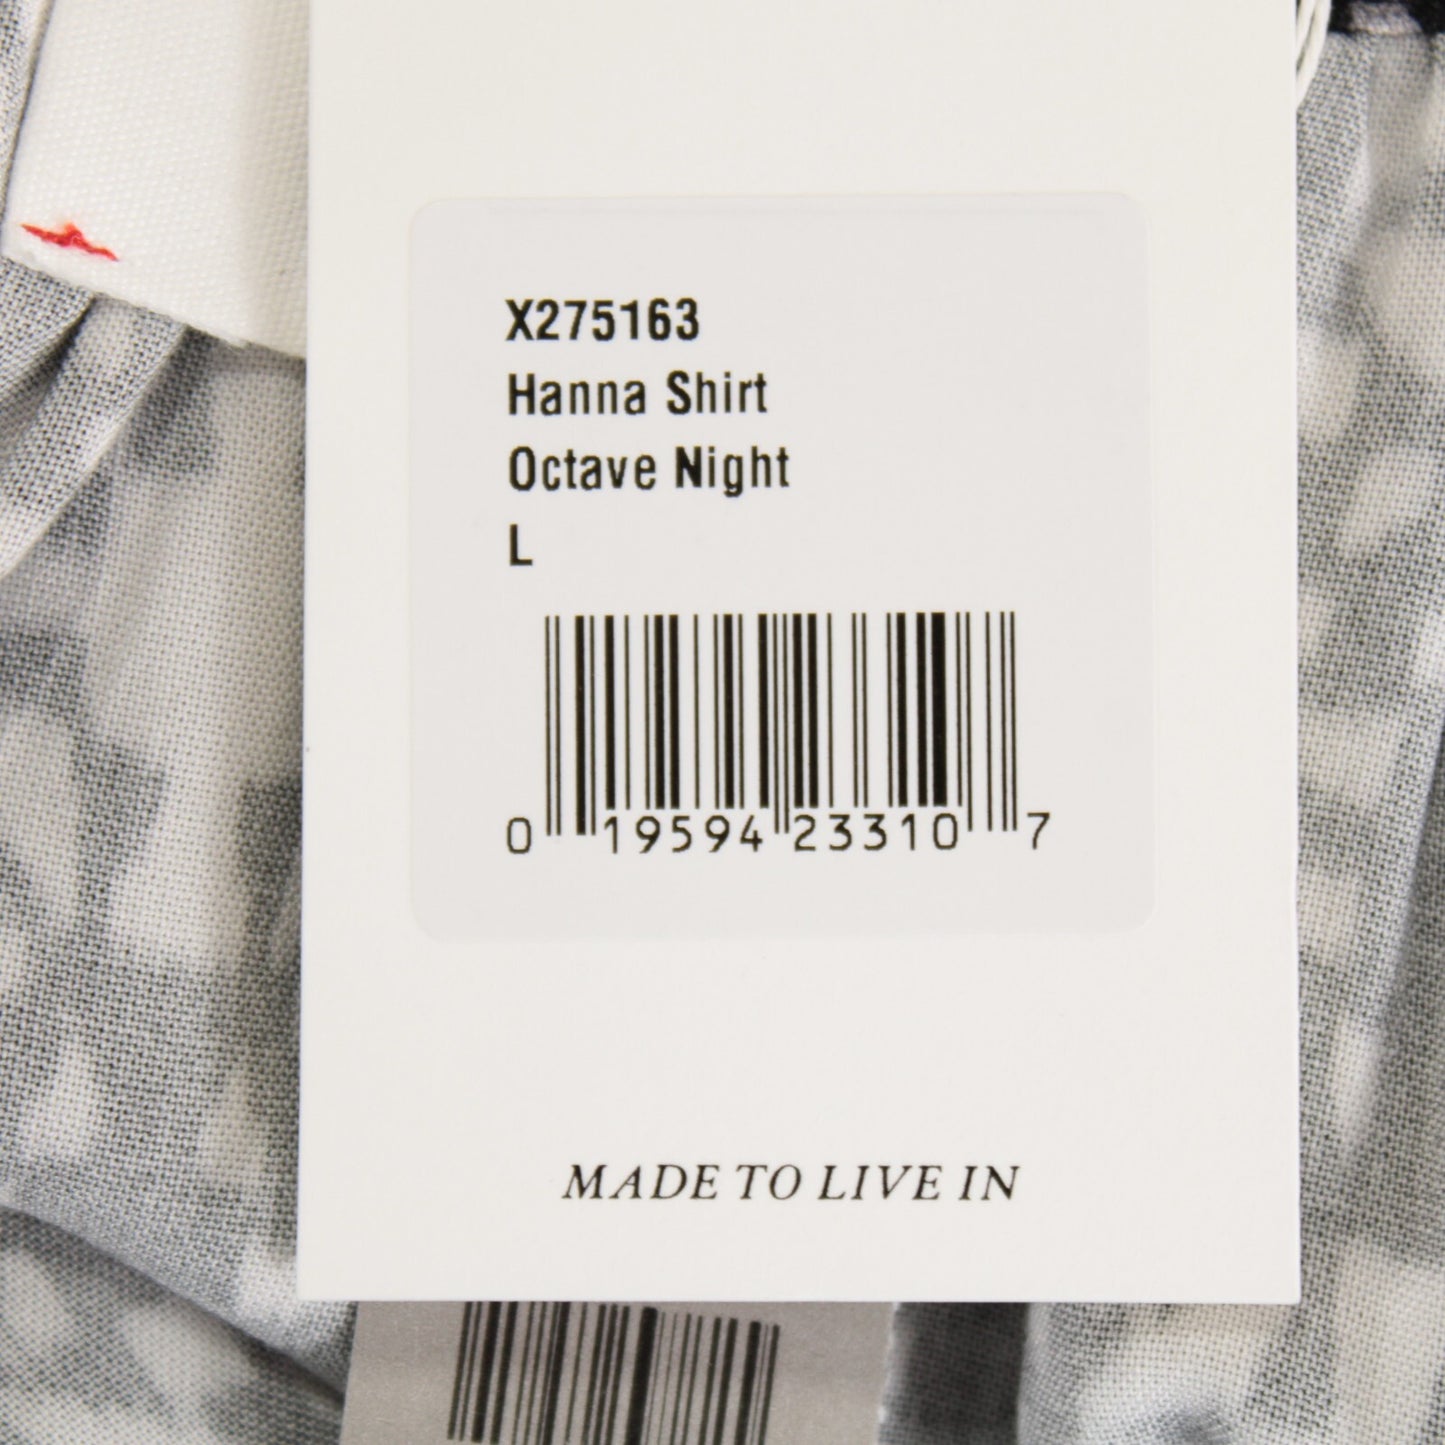 X275163
Hanna Shirt
Octave Night
L
0 19594 23310 7
MADE TO LIVE IN